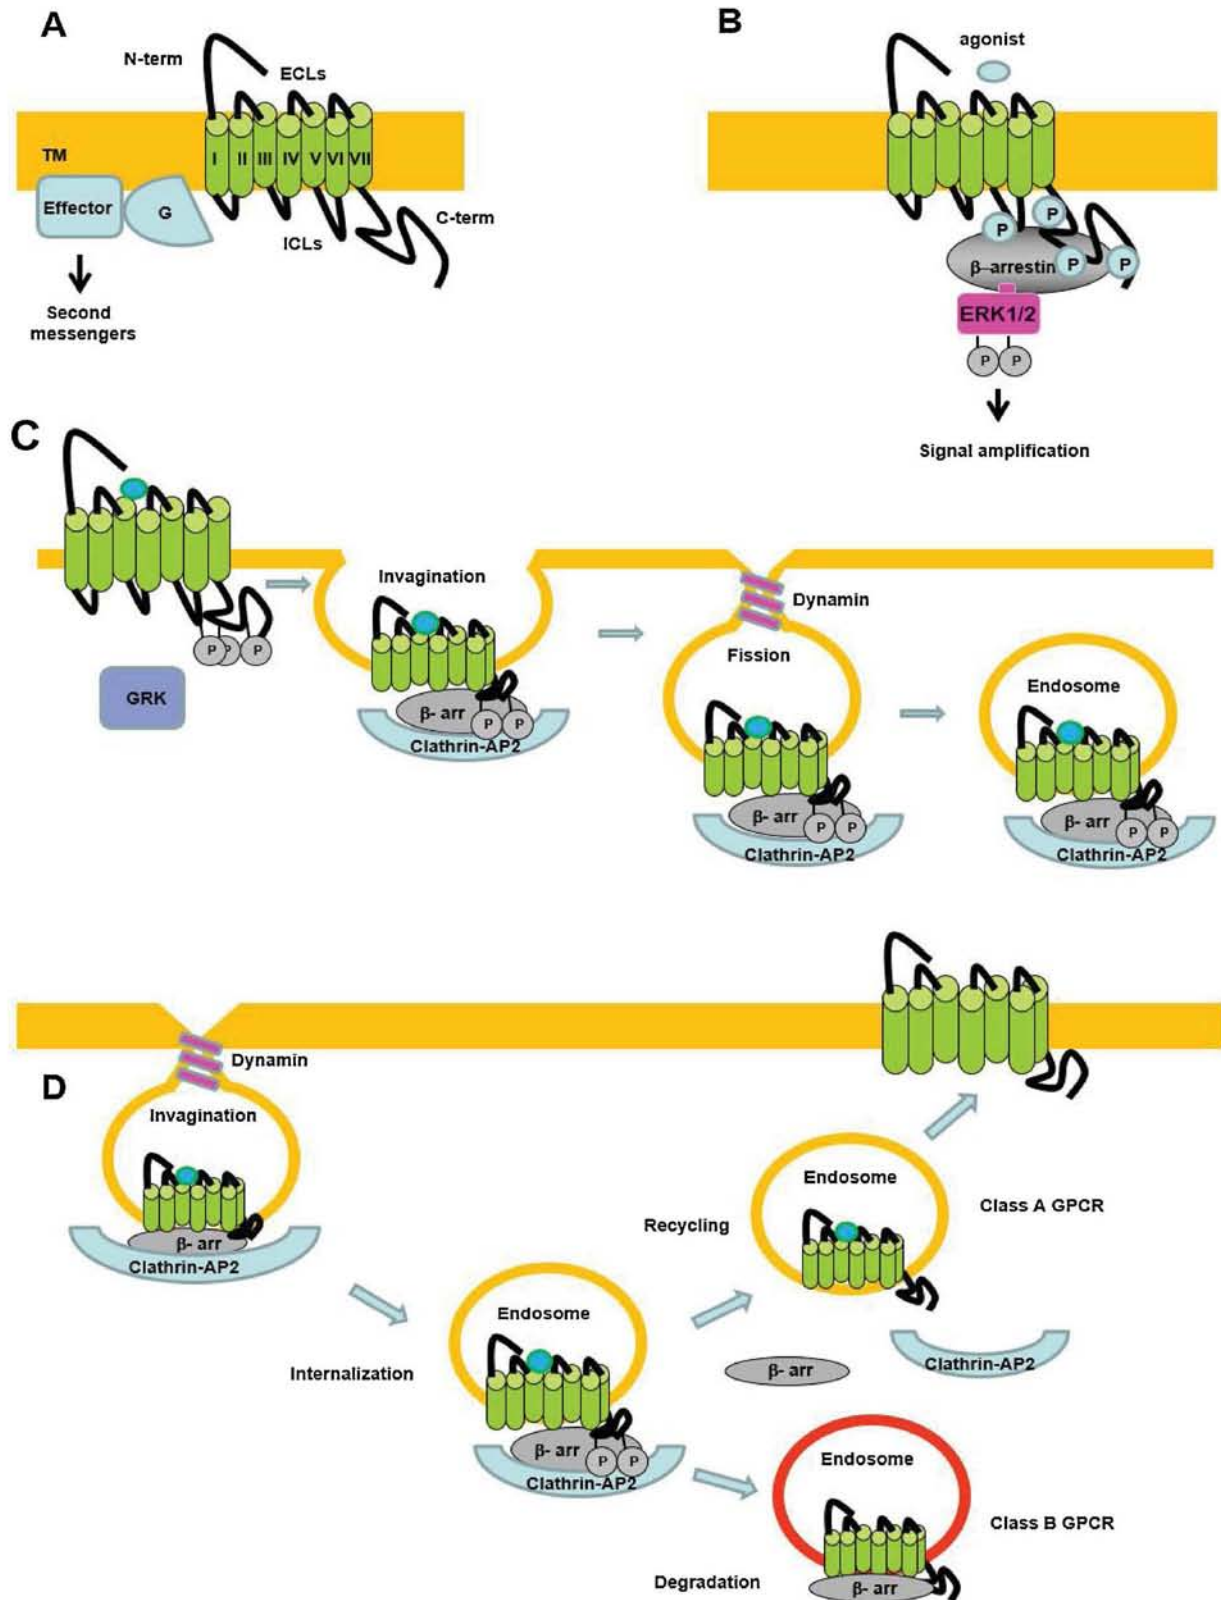 A
N-term
ECLs
TM
I II III IV V VI VII
Effector
G
C-term
ICLs
Second
messengers
B
agonist
P
P
β-arrestin
P
P
ERK1/2
P P
Signal amplification
C
P P P
GRK
Invagination
β- arr
P P
Clathrin-AP2
Dynamin
Fission
β- arr
P P
Clathrin-AP2
Endosome
β- arr
P P
Clathrin-AP2
D
Dynamin
Invagination
β- arr
Clathrin-AP2
Internalization
Endosome
β- arr
P P
Clathrin-AP2
Recycling
Endosome
Class A GPCR
β- arr
Clathrin-AP2
Endosome
Class B GPCR
Degradation
β- arr